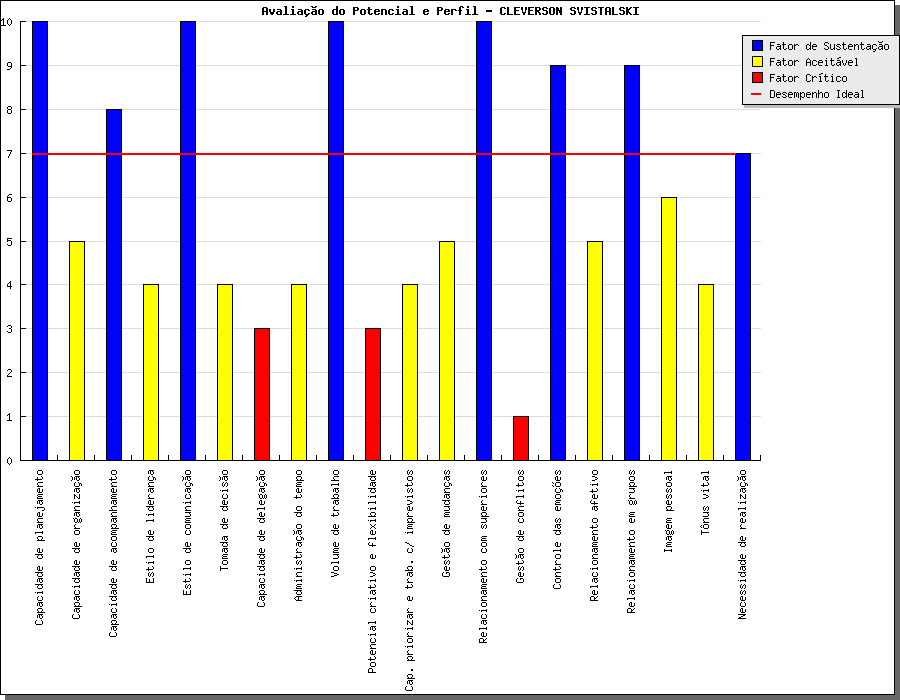 Avaliação do Potencial e Perfil - CLEVERSON SVISTALSKI
Fator de Sustentação
Fator Aceitável
Fator Crítico
Desempenho Ideal
10
9
8
7
6
5
4
3
2
1
0
Capacidade de planejamento
Capacidade de organização
Capacidade de acompanhamento
Estilo de liderança
Estilo de comunicação
Tomada de decisão
Capacidade de delegação
Administração do tempo
Volume de trabalho
Potencial criativo e flexibilidade
Cap. priorizar e trab. c/ imprevistos
Gestão de mudanças
Relacionamento com superiores
Gestão de conflitos
Controle das emoções
Relacionamento afetivo
Relacionamento em grupos
Imagem pessoal
Tônus vital
Necessidade de realização